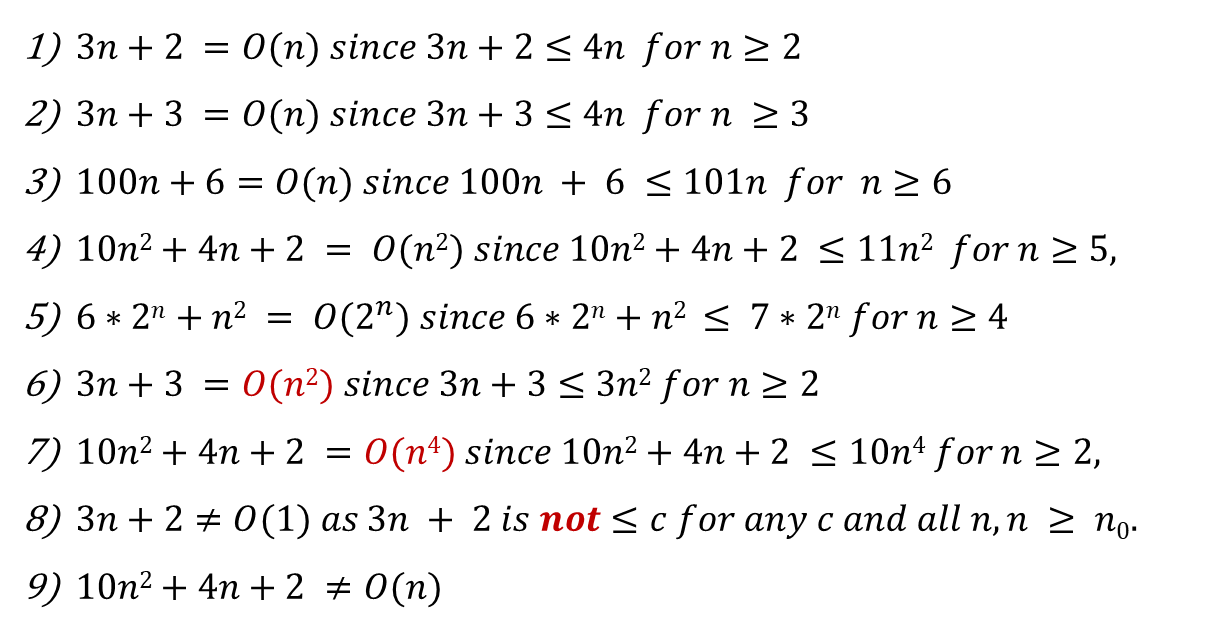 1) 3n + 2 = O(n) since 3n + 2 ≤ 4n for n ≥ 2
2) 3n + 3 = O(n) since 3n + 3 ≤ 4n for n ≥ 3
3) 100n + 6 = O(n) since 100n + 6 ≤ 101n for n ≥ 6
4) 10n² + 4n + 2 = O(n²) since 10n² + 4n + 2 ≤ 11n² for n ≥ 5,
5) 6 ∗ 2ⁿ + n² = O(2ⁿ) since 6 ∗ 2ⁿ + n² ≤ 7 ∗ 2ⁿ for n ≥ 4
6) 3n + 3 = O(n²) since 3n + 3 ≤ 3n² for n ≥ 2
7) 10n² + 4n + 2 = O(n⁴) since 10n² + 4n + 2 ≤ 10n⁴ for n ≥ 2,
8) 3n + 2 ≠ O(1) as 3n + 2 is not ≤ c for any c and all n, n ≥ n₀.
9) 10n² + 4n + 2 ≠ O(n)